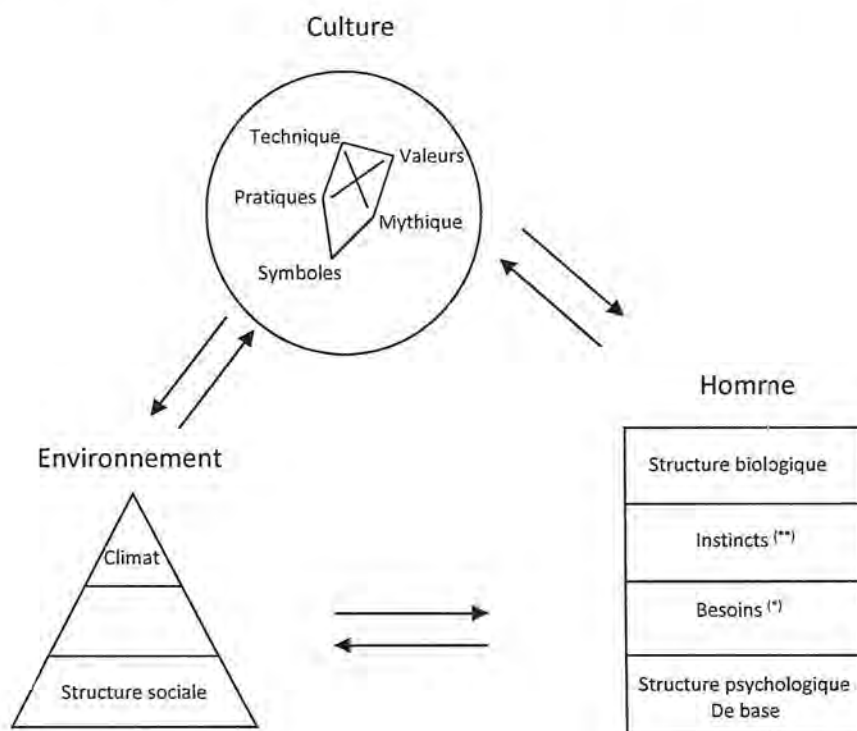 Culture
Technique
Valeurs
Pratiques
Mythique
Symboles
Homrne
Environnement
Structure biologique
Climat
Instincts (**)
Besoins (*)
Structure sociale
Structure psychologique
De base